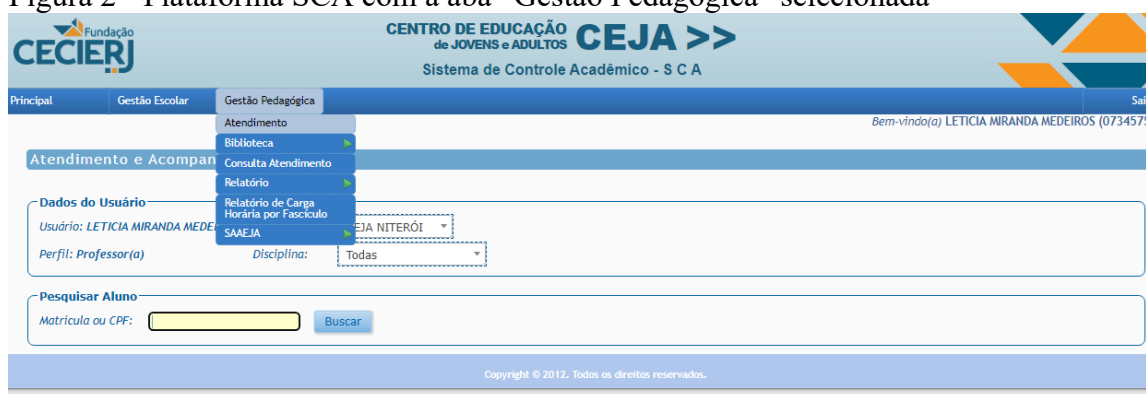 Figura 2 - Plataforma SCA com a aba "Gestão Pedagógica" selecionada
Fundação
CECIERJ
CENTRO DE EDUCAÇÃO
de JOVENS e ADULTOS
CEJA >>
Sistema de Controle Acadêmico - S C A
Principal Gestão Escolar Gestão Pedagógica Sai
Bem-vindo(a) LETICIA MIRANDA MEDEIROS (0734575
Atendimento
Biblioteca
Consulta Atendimento
Relatório
Relatório de Carga
Horária por Fascículo
SAAEJA
Atendimento e Acompan
Dados do Usuário
Usuário: LETICIA MIRANDA MEDEI EJA NITERÓI
Perfil: Professor(a) Disciplina: Todas
Pesquisar Aluno
Matricula ou CPF: Buscar
Copyright © 2012. Todos os direitos reservados.